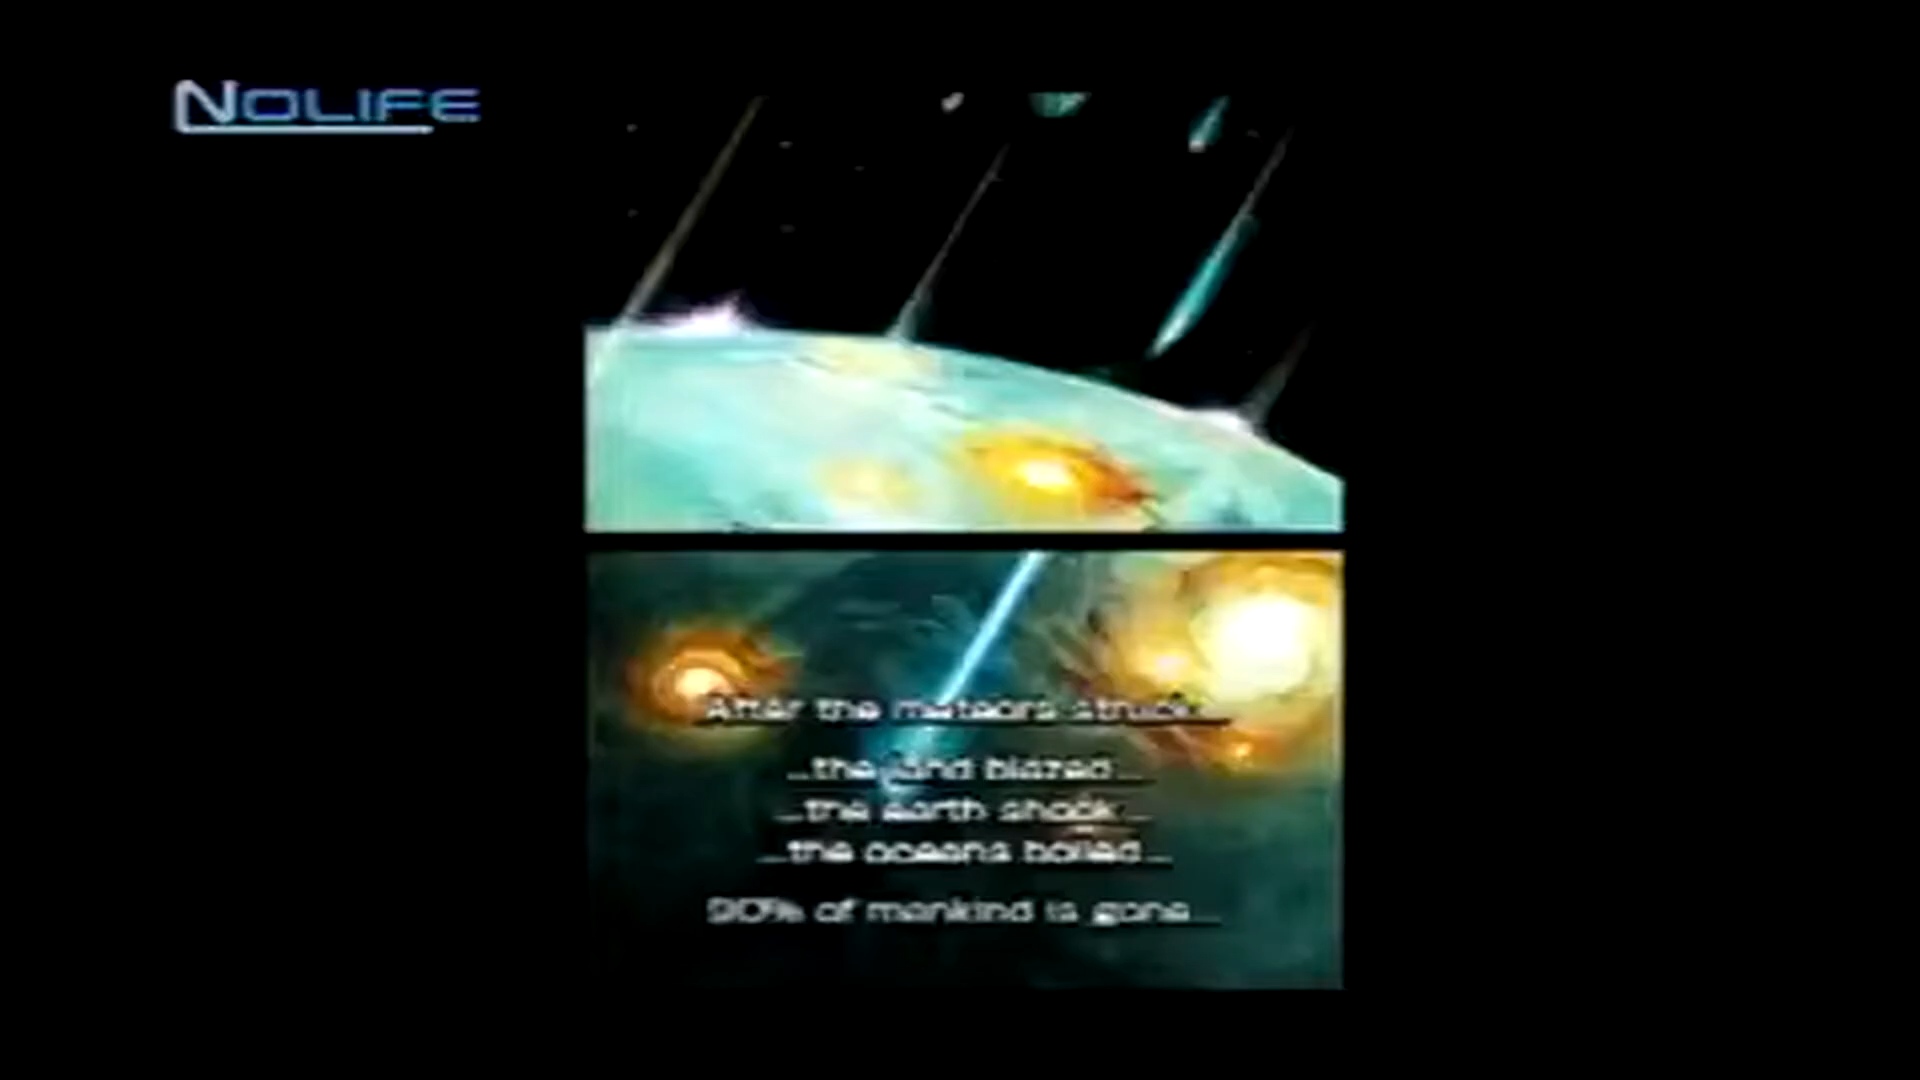 NOLIFE
After the meteors struck...
...the land blazed...
...the earth shook...
...the oceans boiled...
90% of mankind is gone...